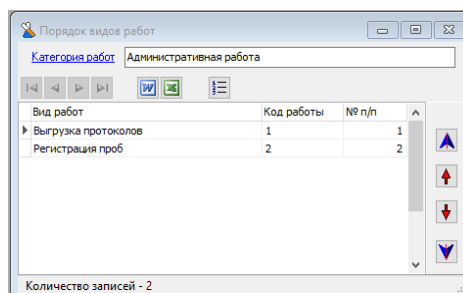 Порядок видов работ
Категория работ Административная работа
Вид работ Код работы № п/п
Выгрузка протоколов 1 1
Регистрация проб 2 2
Количество записей - 2